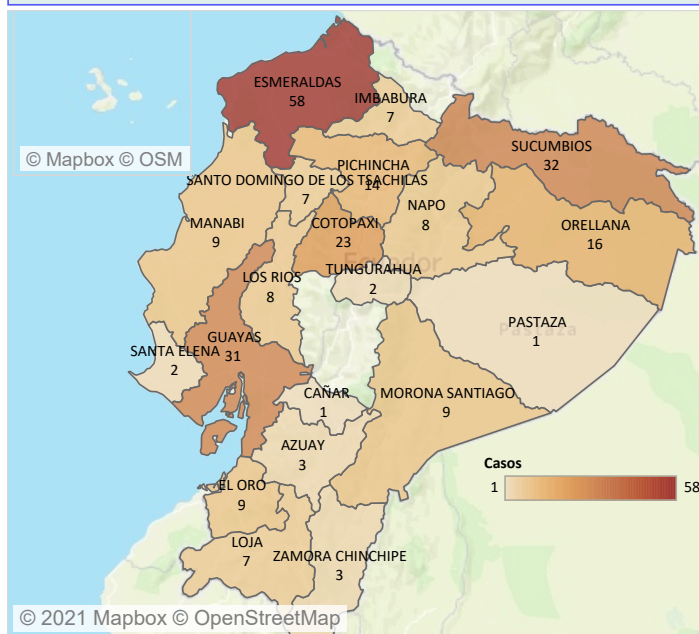 ESMERALDAS
58
IMBABURA
7
© Mapbox © OSM
SUCUMBIOS
32
PICHINCHA
14
SANTO DOMINGO DE LOS TSACHILAS
7
NAPO
8
MANABI
9
COTOPAXI
23
ORELLANA
16
Ecuador
TUNGURAHUA
2
LOS RIOS
8
PASTAZA
1
Pastaza
GUAYAS
31
SANTA ELENA
2
CAÑAR
1
MORONA SANTIAGO
9
AZUAY
3
Casos
1 58
EL ORO
9
LOJA
7
ZAMORA CHINCHIPE
3
© 2021 Mapbox © OpenStreetMap